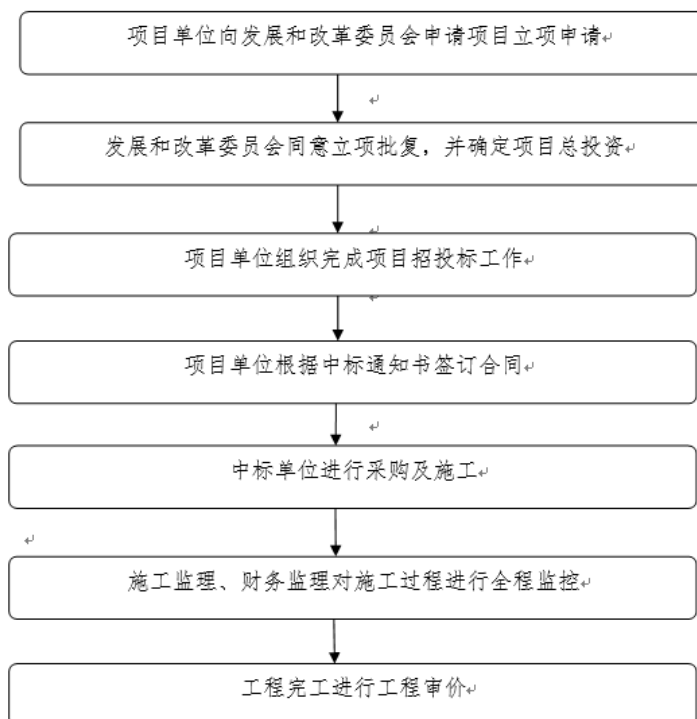 项目单位向发展和改革委员会申请项目立项申请
发展和改革委员会同意立项批复，并确定项目总投资
项目单位组织完成项目招投标工作
项目单位根据中标通知书签订合同
中标单位进行采购及施工
施工监理、财务监理对施工过程进行全程监控
工程完工进行工程审价